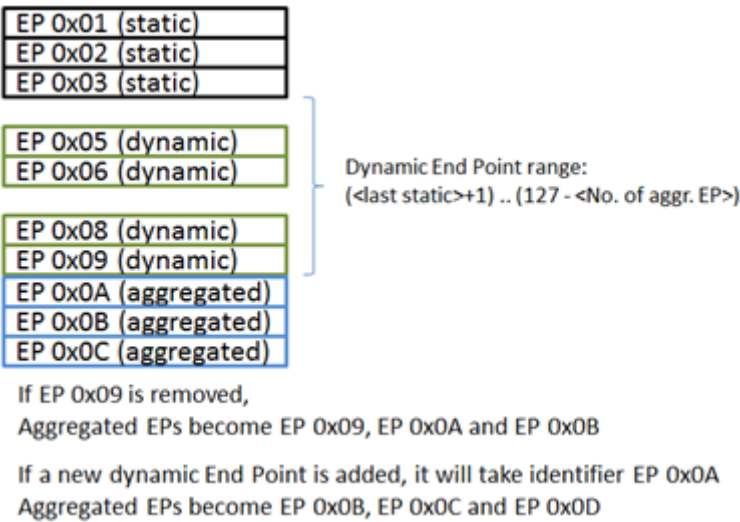 EP 0x01 (static)
EP 0x02 (static)
EP 0x03 (static)
EP 0x05 (dynamic)
EP 0x06 (dynamic)
Dynamic End Point range:
(<last static>+1) .. (127 - <No. of aggr. EP>)
EP 0x08 (dynamic)
EP 0x09 (dynamic)
EP 0x0A (aggregated)
EP 0x0B (aggregated)
EP 0x0C (aggregated)
If EP 0x09 is removed,
Aggregated EPs become EP 0x09, EP 0x0A and EP 0x0B
If a new dynamic End Point is added, it will take identifier EP 0x0A
Aggregated EPs become EP 0x0B, EP 0x0C and EP 0x0D